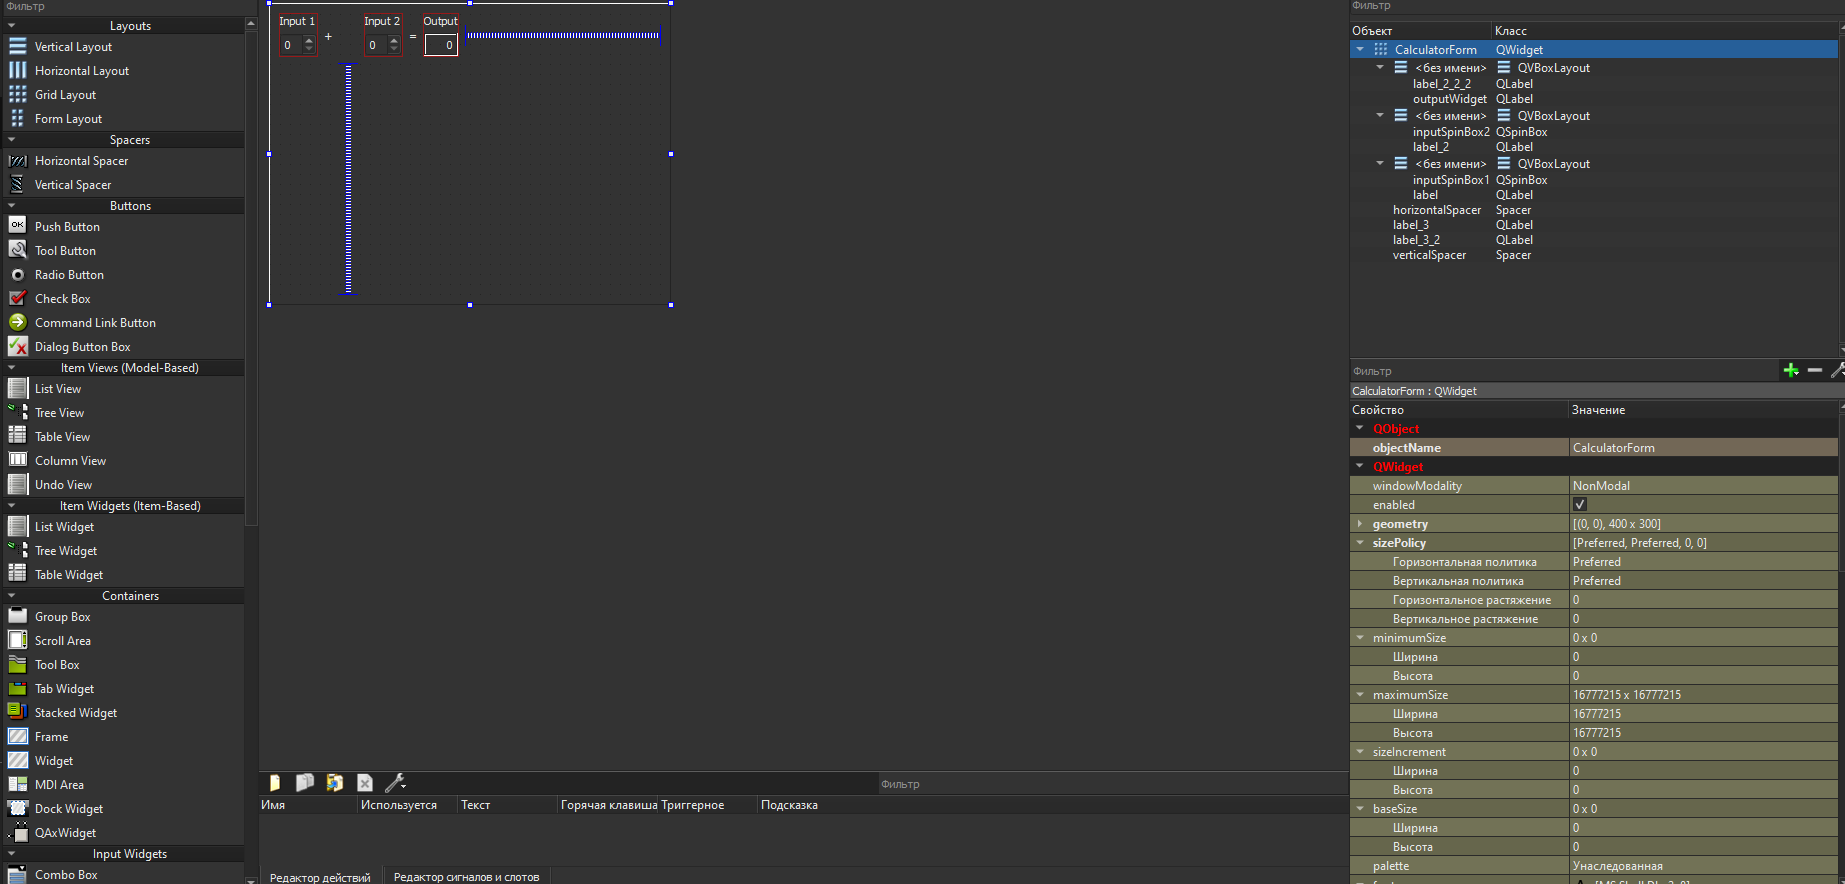 Фильтр
Layouts
Vertical Layout
Horizontal Layout
Grid Layout
Form Layout
Spacers
Horizontal Spacer
Vertical Spacer
Buttons
OK
Push Button
Tool Button
Radio Button
Check Box
Command Link Button
Dialog Button Box
Item Views (Model-Based)
List View
Tree View
Table View
Column View
Undo View
Item Widgets (Item-Based)
List Widget
Tree Widget
Table Widget
Containers
Group Box
Scroll Area
Tool Box
Tab Widget
Stacked Widget
Frame
Widget
MDI Area
Dock Widget
QAxWidget
Input Widgets
Combo Box
Input 1 Input 2 Output
0 + 0 = 0
Фильтр
Имя Используется Текст Горячая клавиша Триггерное Подсказка
Редактор действий Редактор сигналов и слотов
Фильтр
Объект Класс
CalculatorForm QWidget
<без имени> QVBoxLayout
label_2_2_2 QLabel
outputWidget QLabel
<без имени> QVBoxLayout
inputSpinBox2 QSpinBox
label_2 QLabel
<без имени> QVBoxLayout
inputSpinBox1 QSpinBox
label QLabel
horizontalSpacer Spacer
label_3 QLabel
label_3_2 QLabel
verticalSpacer Spacer
Фильтр
CalculatorForm : QWidget
Свойство Значение
QObject
objectName CalculatorForm
QWidget
windowModality NonModal
enabled
geometry [(0, 0), 400 x 300]
sizePolicy [Preferred, Preferred, 0, 0]
Горизонтальная политика Preferred
Вертикальная политика Preferred
Горизонтальное растяжение 0
Вертикальное растяжение 0
minimumSize 0 x 0
Ширина 0
Высота 0
maximumSize 16777215 x 16777215
Ширина 16777215
Высота 16777215
sizeIncrement 0 x 0
Ширина 0
Высота 0
baseSize 0 x 0
Ширина 0
Высота 0
palette Унаследованная